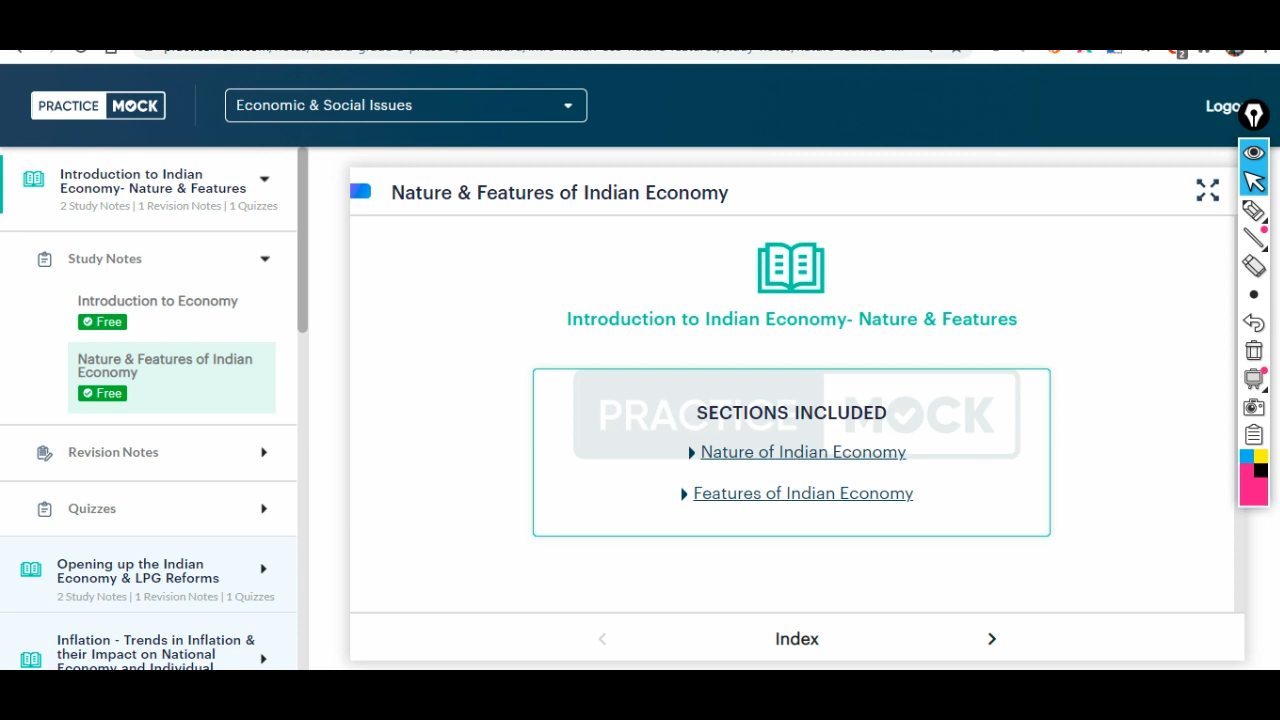 PRACTICE MOCK
Economic & Social Issues
Introduction to Indian
Economy- Nature & Features
2 Study Notes | 1 Revision Notes | 1 Quizzes
Study Notes
Introduction to Economy
Free
Nature & Features of Indian
Economy
Free
Revision Notes
Quizzes
Opening up the Indian
Economy & LPG Reforms
2 Study Notes | 1 Revision Notes | 1 Quizzes
Inflation - Trends in Inflation &
their Impact on National
Economy and Individual
Nature & Features of Indian Economy
Introduction to Indian Economy- Nature & Features
PRACTICE MOCK
SECTIONS INCLUDED
Nature of Indian Economy
Features of Indian Economy
Index
2